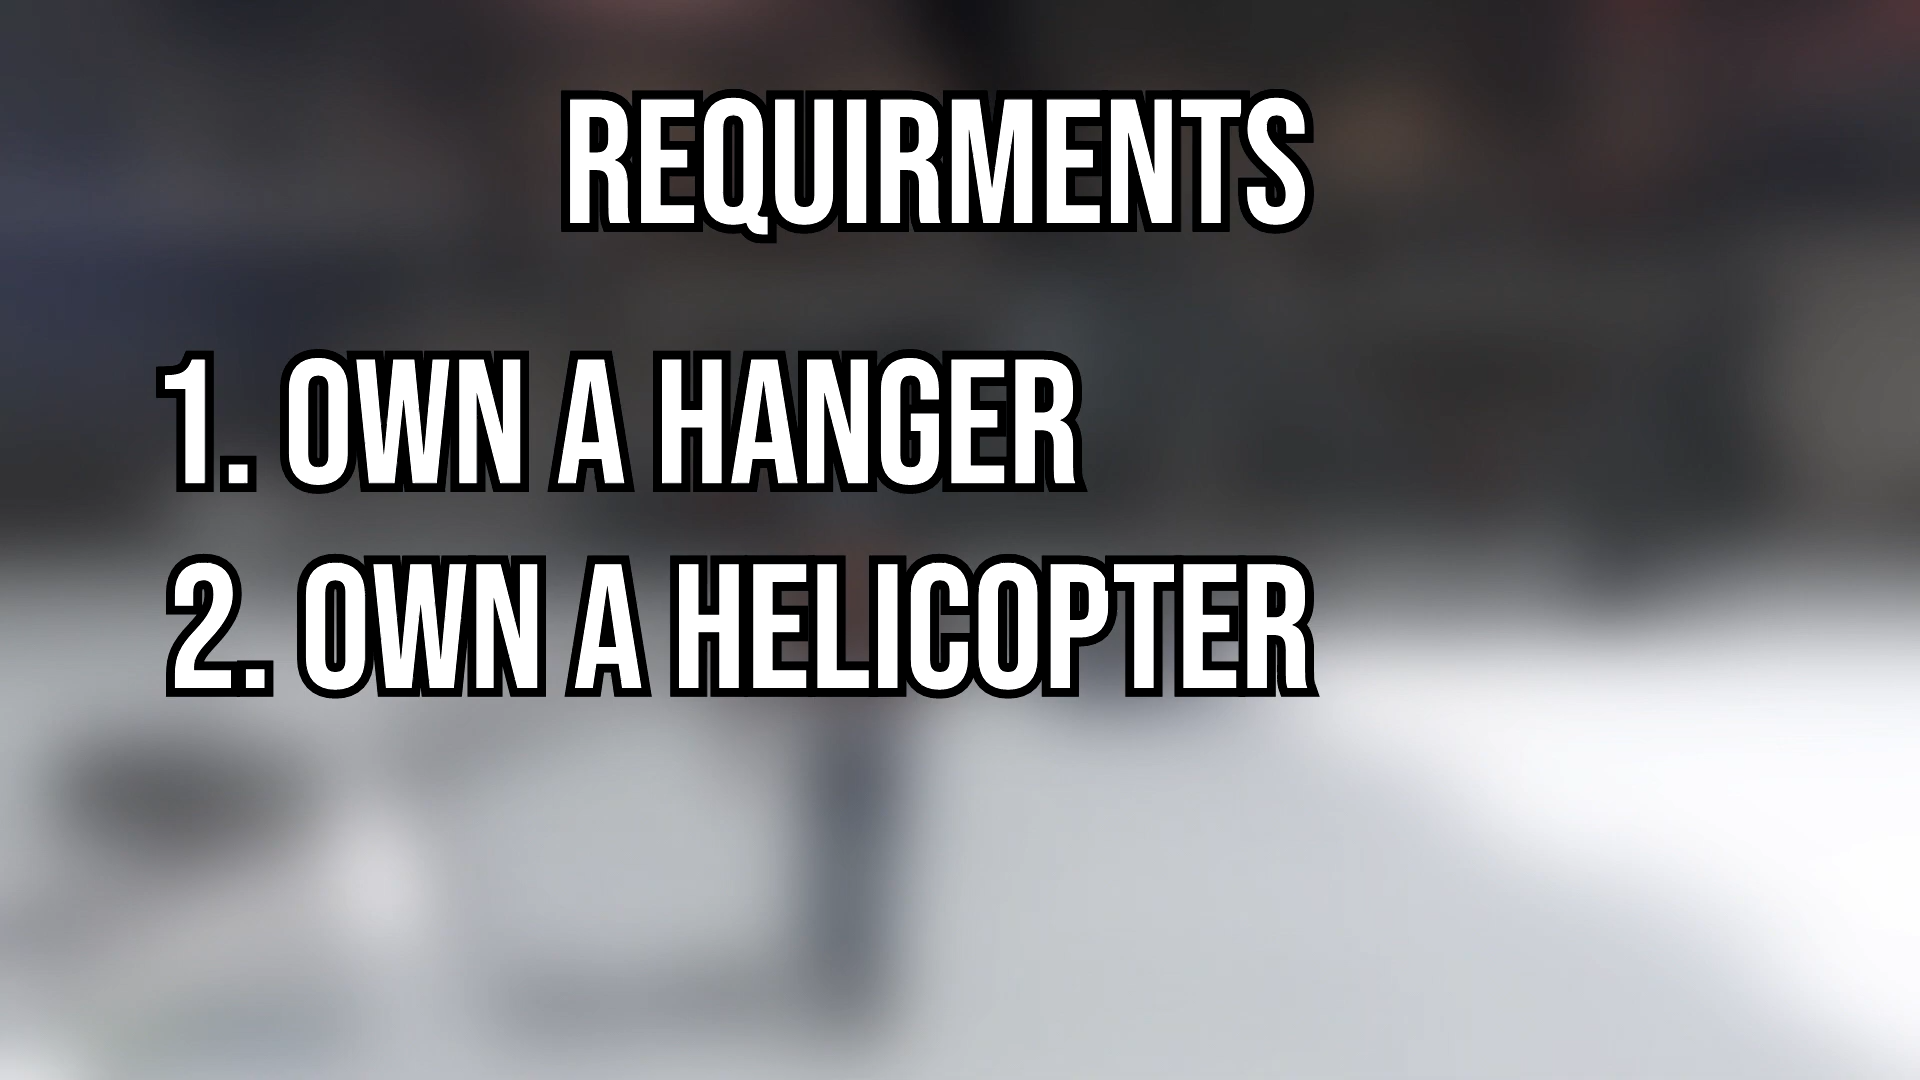 REQUIRMENTS
1. OWN A HANGER
2. OWN A HELICOPTER